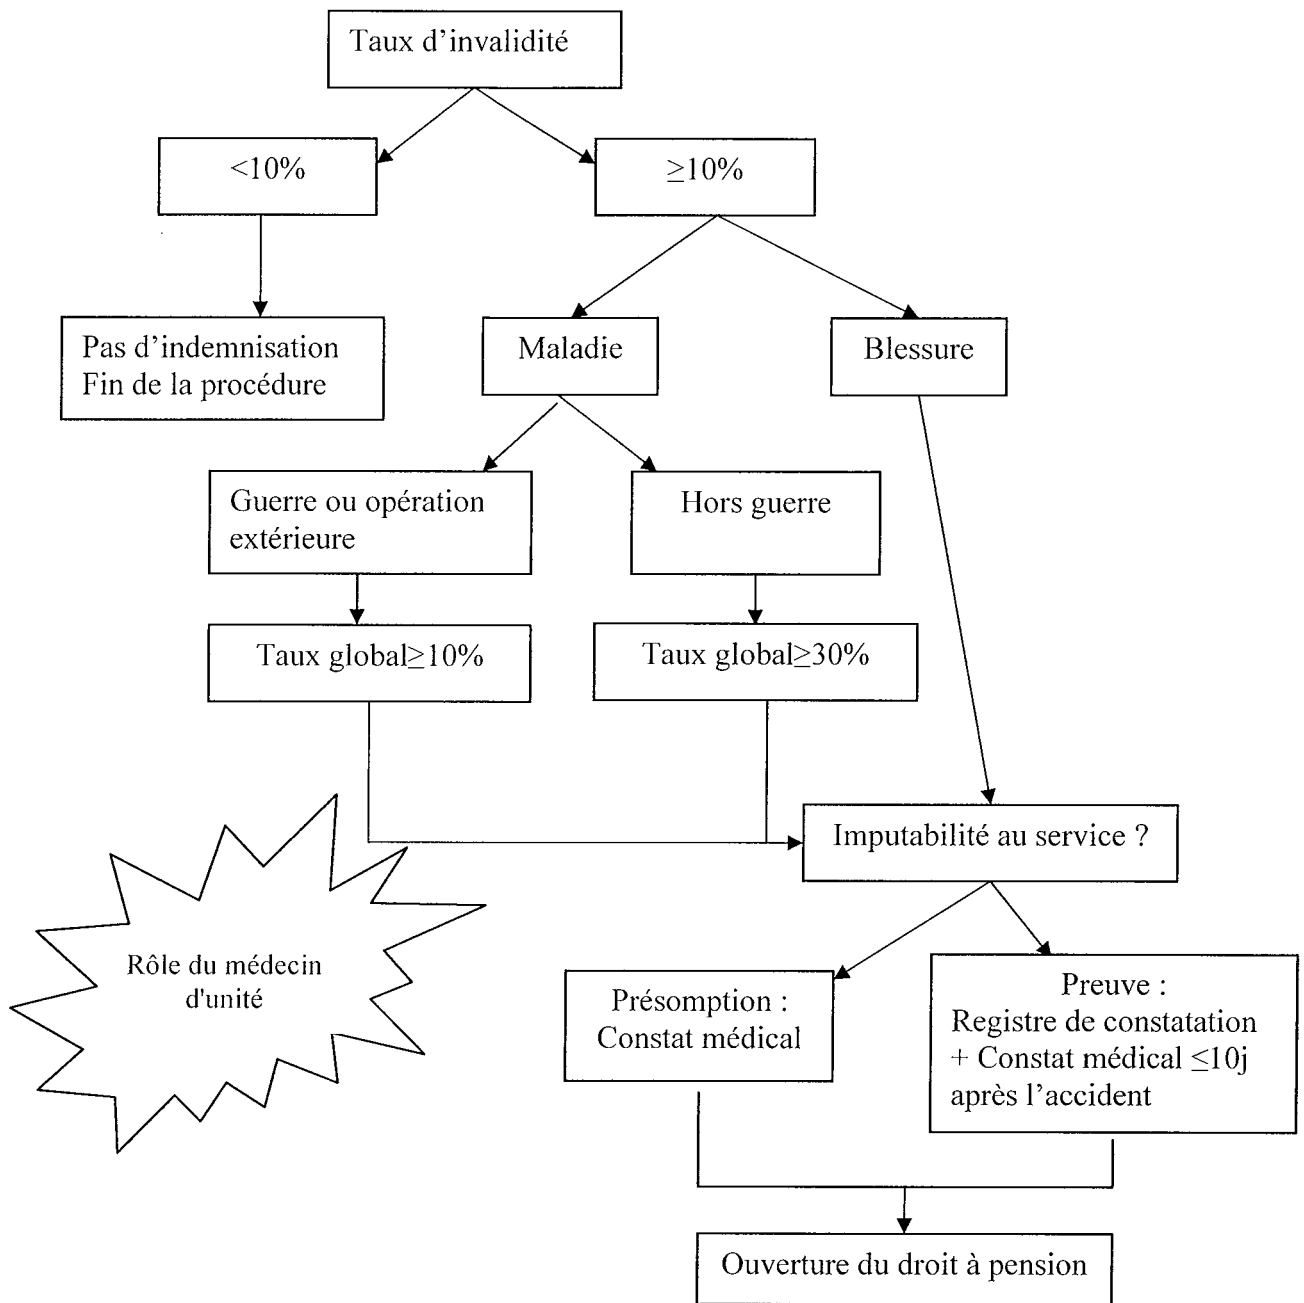 Taux d'invalidité
<10%
≥10%
Pas d'indemnisation
Fin de la procédure
Maladie
Blessure
Guerre ou opération
extérieure
Hors guerre
Taux global≥10%
Taux global≥30%
Imputabilité au service ?
Rôle du médecin
d'unité
Présomption :
Constat médical
Preuve :
Registre de constatation
+ Constat médical ≤10j
après l'accident
Ouverture du droit à pension